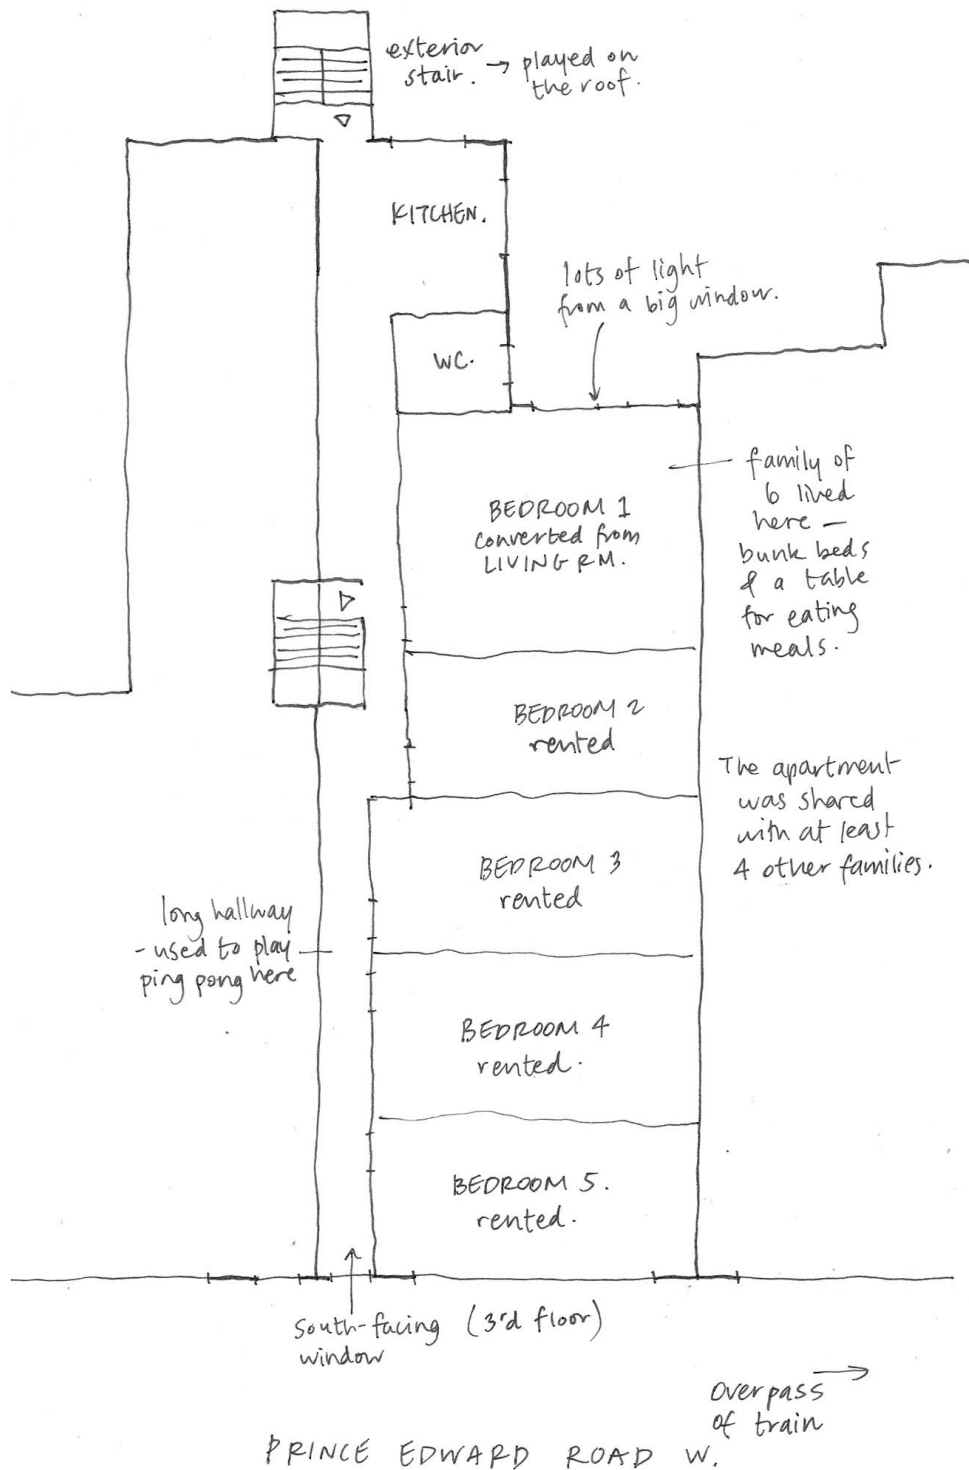 exterior
stair. → played on
the roof.
KITCHEN.
lots of light
from a big window.
WC.
BEDROOM 1
converted from
LIVING RM.
family of
6 lived
here —
bunk beds
& a table
for eating
meals.
BEDROOM 2
rented
The apartment
was shared
with at least
4 other families.
BEDROOM 3
rented
long hallway
- used to play
ping pong here
BEDROOM 4
rented.
BEDROOM 5.
rented.
South-facing (3rd floor)
window
overpass →
of train
PRINCE EDWARD ROAD W.